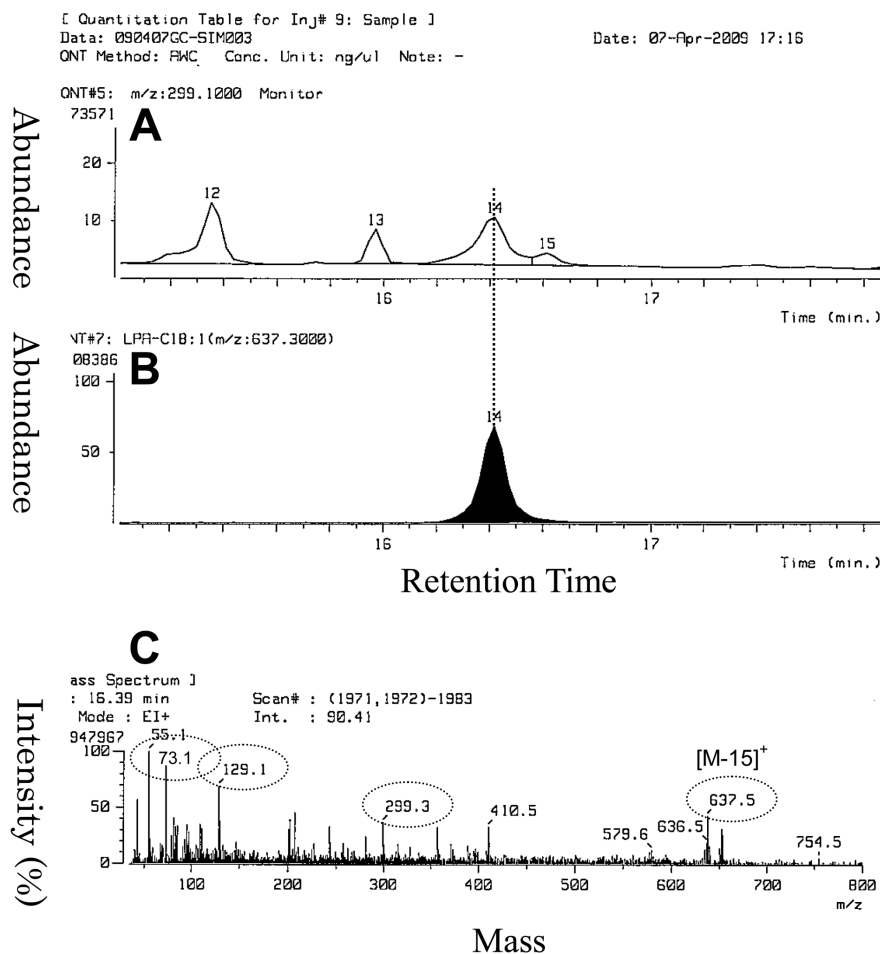 [ Quantitation Table for Inj# 9: Sample ]
Data: 090407GC-SIM003 Date: 07-Apr-2009 17:16
QNT Method: AWC Conc. Unit: ng/ul Note: -
QNT#5: m/z:299.1000 Monitor
73571
A
Abundance
20
10
12
13
14
15
16 17
Time (min.)
NT#7: LPA-C18:1(m/z:637.3000)
08386
B
Abundance
100
50
14
16 17
Time (min.)
Retention Time
C
ass Spectrum ]
: 16.39 min Scan# : (1971,1972)-1983
Mode : EI+ Int. : 90.41
947967
Intensity (%)
100
50
0
55.1
73.1
129.1
299.3
410.5
579.6
636.5
[M-15]+
637.5
754.5
100 200 300 400 500 600 700 800
m/z
Mass